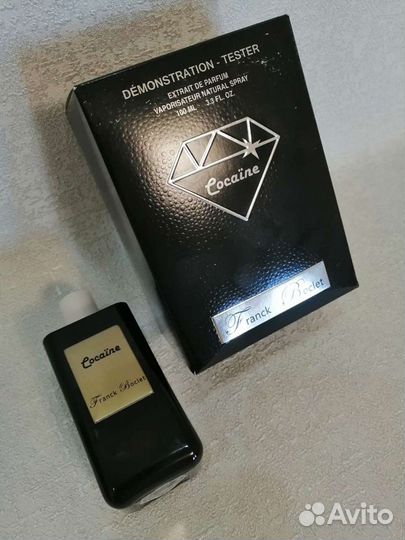 DÉMONSTRATION - TESTER
EXTRAIT DE PARFUM
VAPORISATEUR NATURAL SPRAY
100 ML 3.3 FL. OZ.
Cocaïne
Franck Boclet
Cocaïne
Franck Boclet
Avito